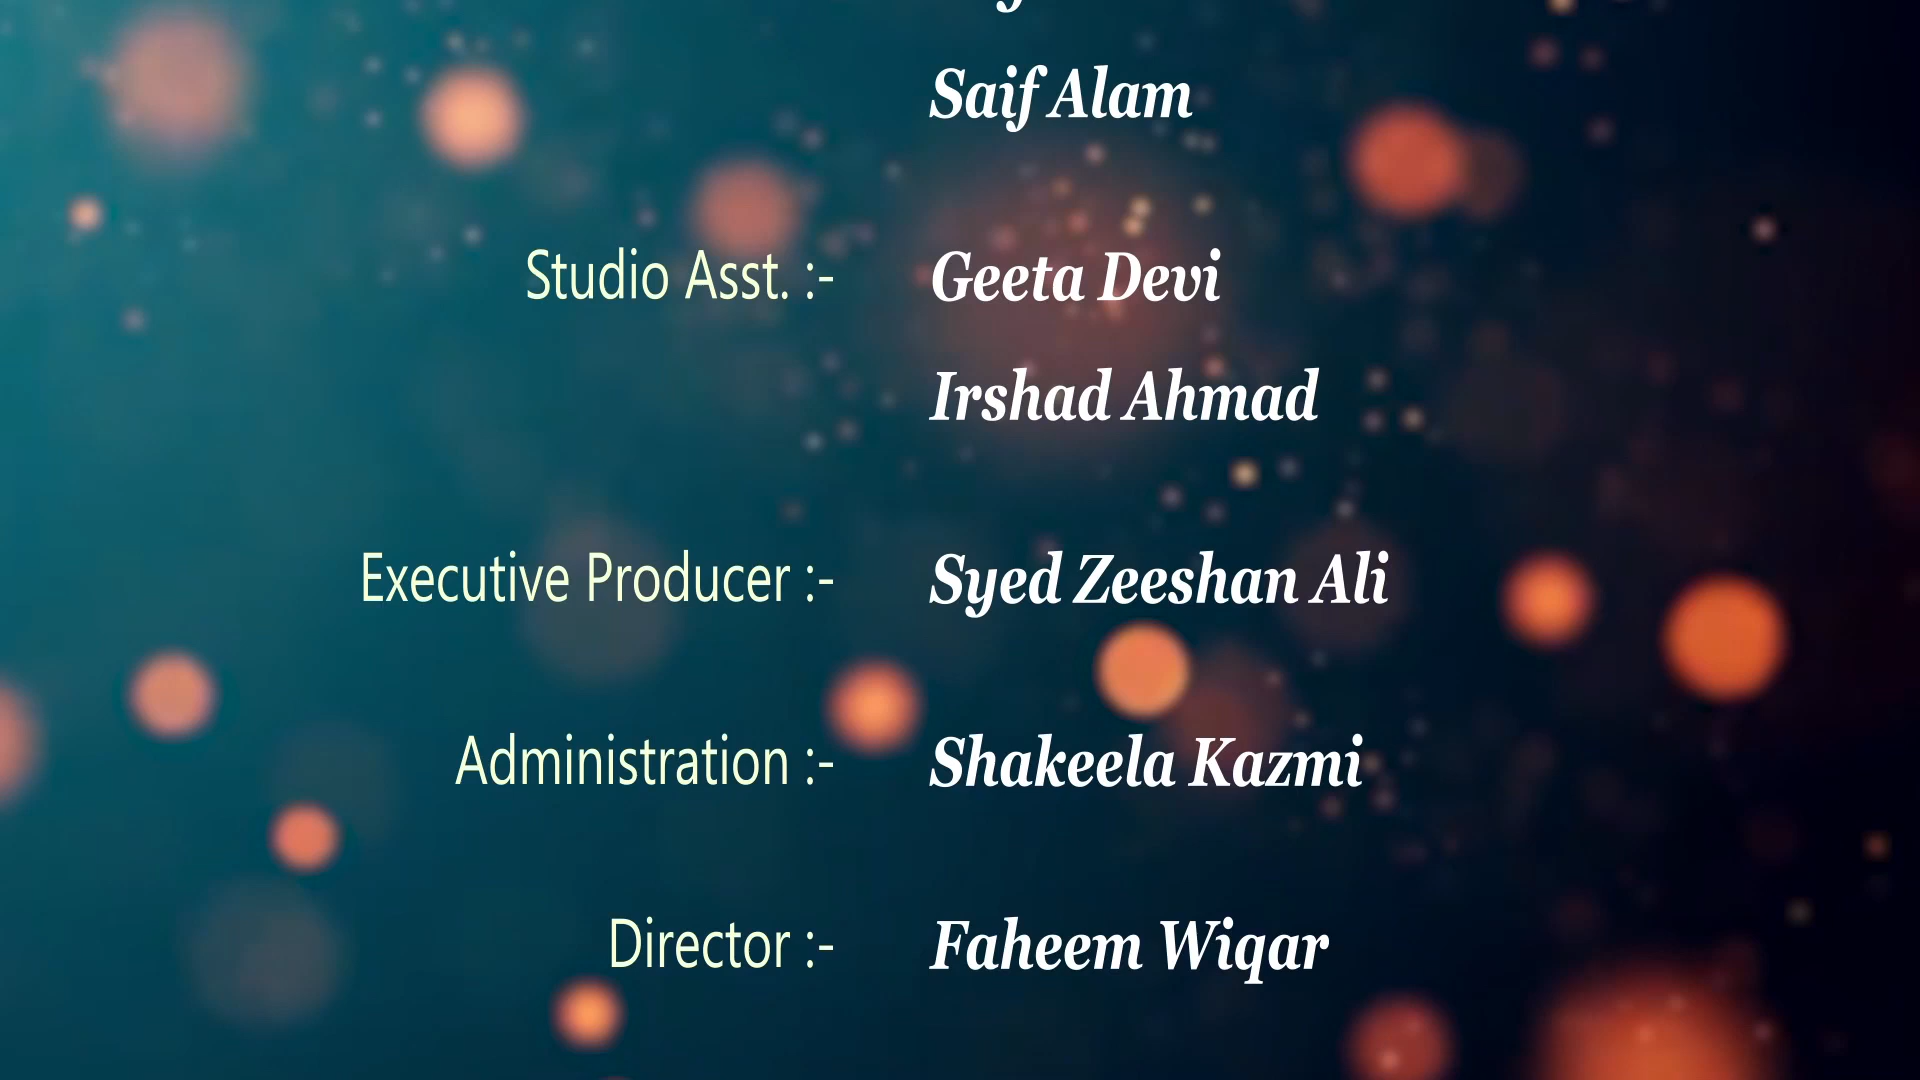 Saif Alam
Studio Asst. :- Geeta Devi
Irshad Ahmad
Executive Producer :- Syed Zeeshan Ali
Administration :- Shakeela Kazmi
Director :- Faheem Wiqar